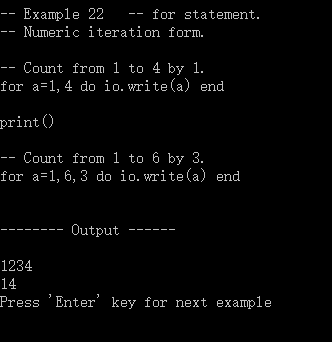 -- Example 22   -- for statement.
-- Numeric iteration form.
-- Count from 1 to 4 by 1.
for a=1,4 do io.write(a) end
print()
-- Count from 1 to 6 by 3.
for a=1,6,3 do io.write(a) end
-------- Output ------
1234
14
Press 'Enter' key for next example